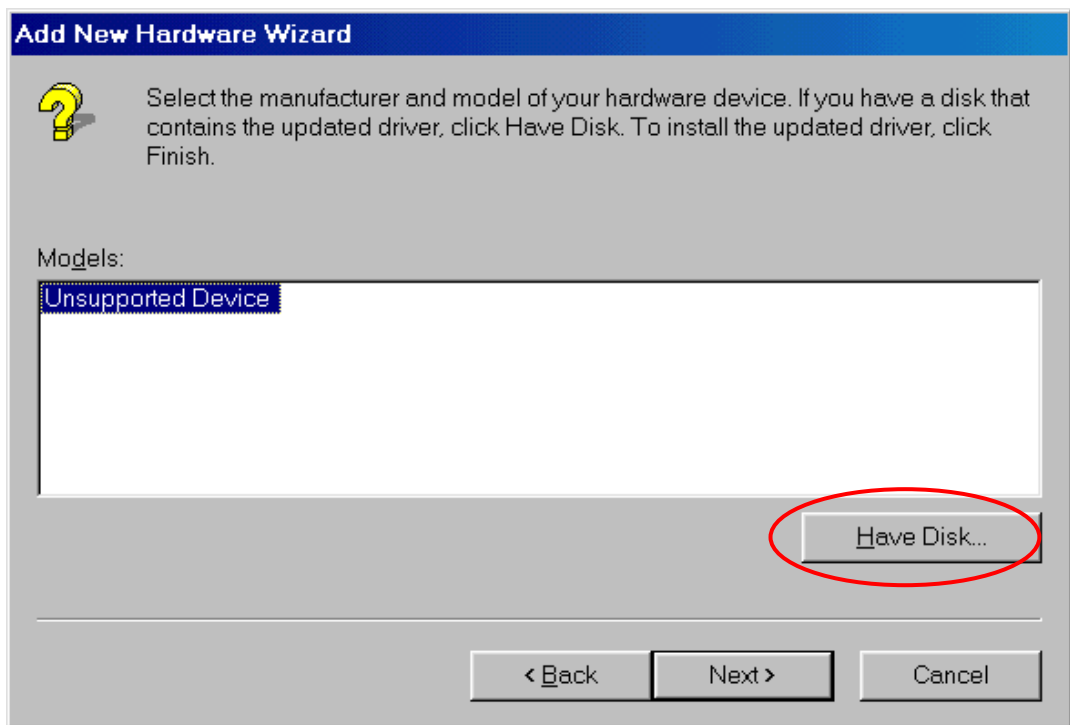 Add New Hardware Wizard
Select the manufacturer and model of your hardware device. If you have a disk that
contains the updated driver, click Have Disk. To install the updated driver, click
Finish.
Models:
Unsupported Device
Have Disk...
< Back Next > Cancel